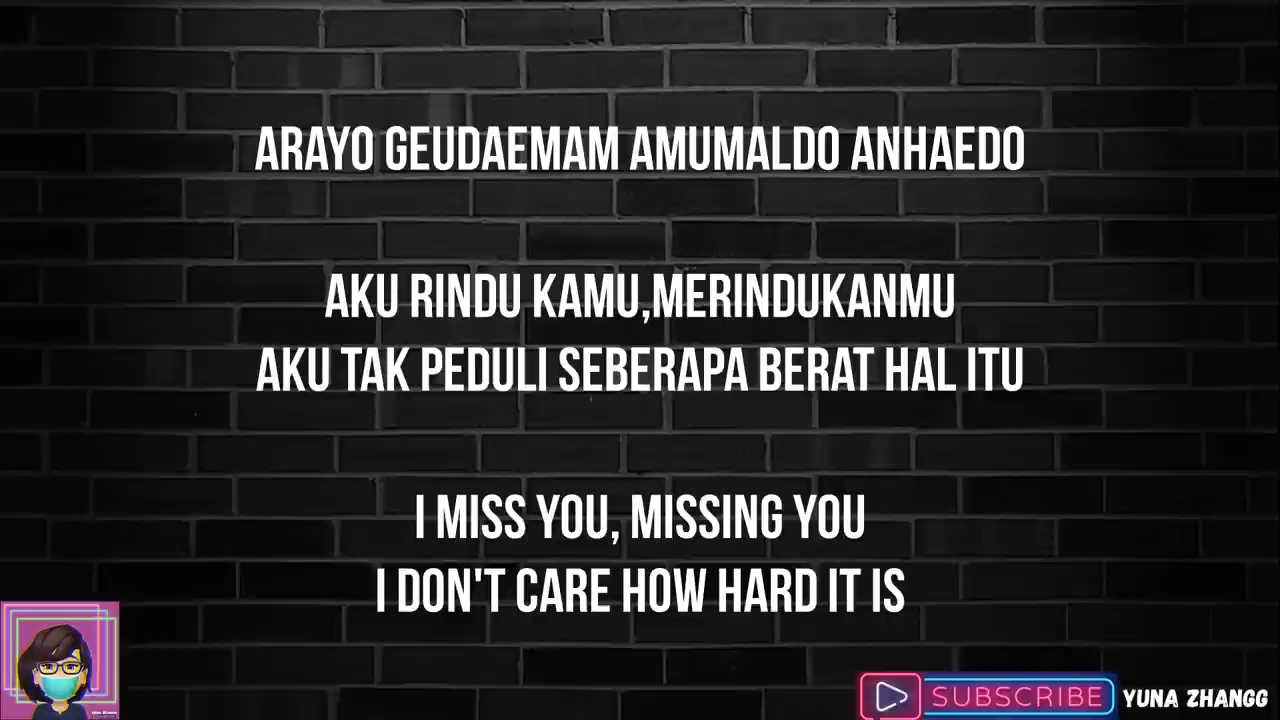 ARAYO GEUDAEMAM AMUMALDO ANHAEDO
AKU RINDU KAMU,MERINDUKANMU
AKU TAK PEDULI SEBERAPA BERAT HAL ITU
I MISS YOU, MISSING YOU
I DON'T CARE HOW HARD IT IS
SUBSCRIBE YUNA ZHANGG